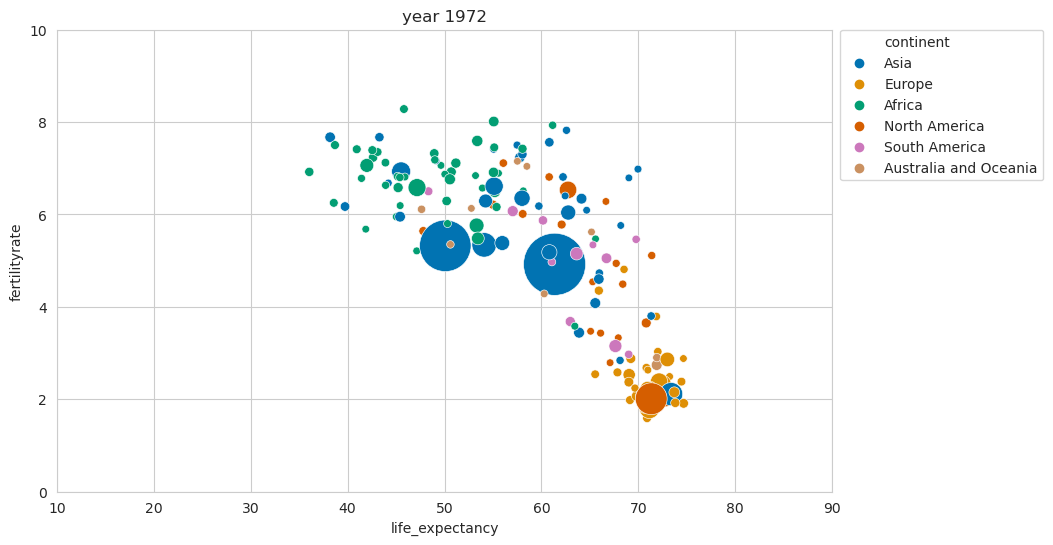 year 1972
continent
Asia
Europe
Africa
North America
South America
Australia and Oceania
10
8
6
4
2
0
fertilityrate
10 20 30 40 50 60 70 80 90
life_expectancy